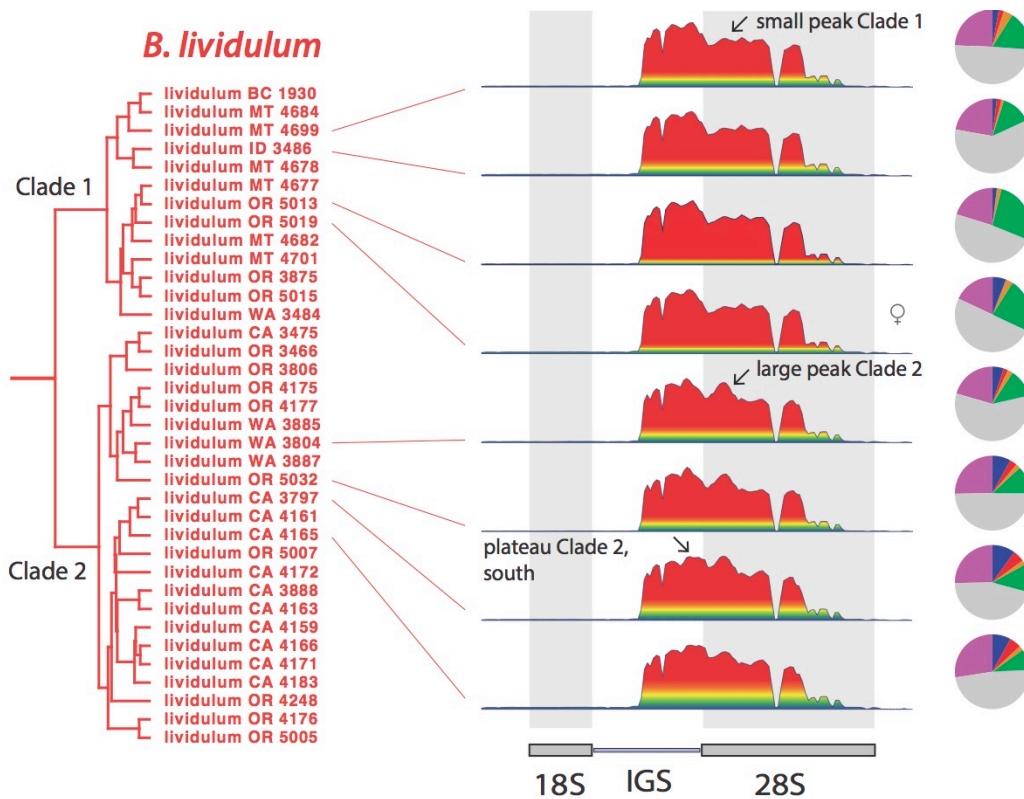 B. lividulum
small peak Clade 1
lividulum BC 1930
lividulum MT 4684
lividulum MT 4699
lividulum ID 3486
lividulum MT 4678
Clade 1
lividulum MT 4677
lividulum OR 5013
lividulum OR 5019
lividulum MT 4682
lividulum MT 4701
lividulum OR 3875
lividulum OR 5015
lividulum WA 3484
♀
lividulum CA 3475
lividulum OR 3466
lividulum OR 3806
large peak Clade 2
lividulum OR 4175
lividulum OR 4177
lividulum WA 3885
lividulum WA 3804
lividulum WA 3887
lividulum OR 5032
lividulum CA 3797
lividulum CA 4161
lividulum CA 4165
lividulum OR 5007
plateau Clade 2,
south
Clade 2
lividulum CA 4172
lividulum CA 3888
lividulum CA 4163
lividulum CA 4159
lividulum CA 4166
lividulum CA 4171
lividulum CA 4183
lividulum OR 4248
lividulum OR 4176
lividulum OR 5005
18S
IGS
28S